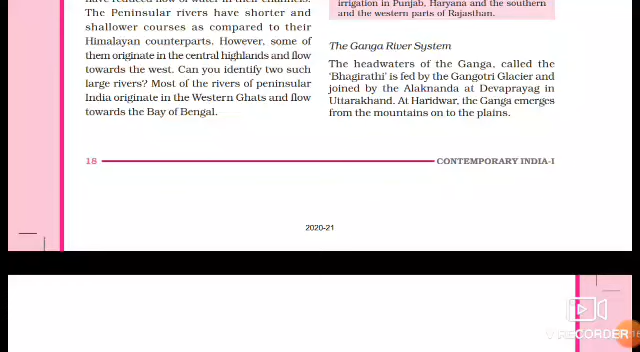 The Peninsular rivers have shorter and
shallower courses as compared to their
Himalayan counterparts. However, some of
them originate in the central highlands and flow
towards the west. Can you identify two such
large rivers? Most of the rivers of peninsular
India originate in the Western Ghats and flow
towards the Bay of Bengal.
irrigation in Punjab, Haryana and the southern
and the western parts of Rajasthan.
The Ganga River System
The headwaters of the Ganga, called the
‘Bhagirathi’ is fed by the Gangotri Glacier and
joined by the Alaknanda at Devaprayag in
Uttarakhand. At Haridwar, the Ganga emerges
from the mountains on to the plains.
18
CONTEMPORARY INDIA-I
2020-21
V RECORDER